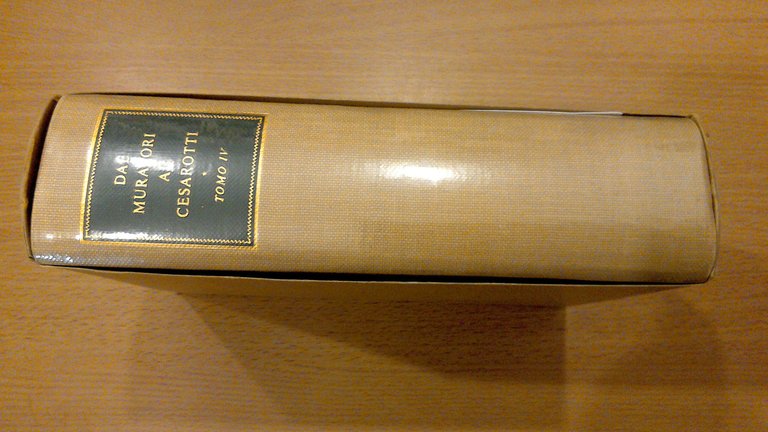 DAL
MURATORI
AL
CESAROTTI
*
TOMO IV